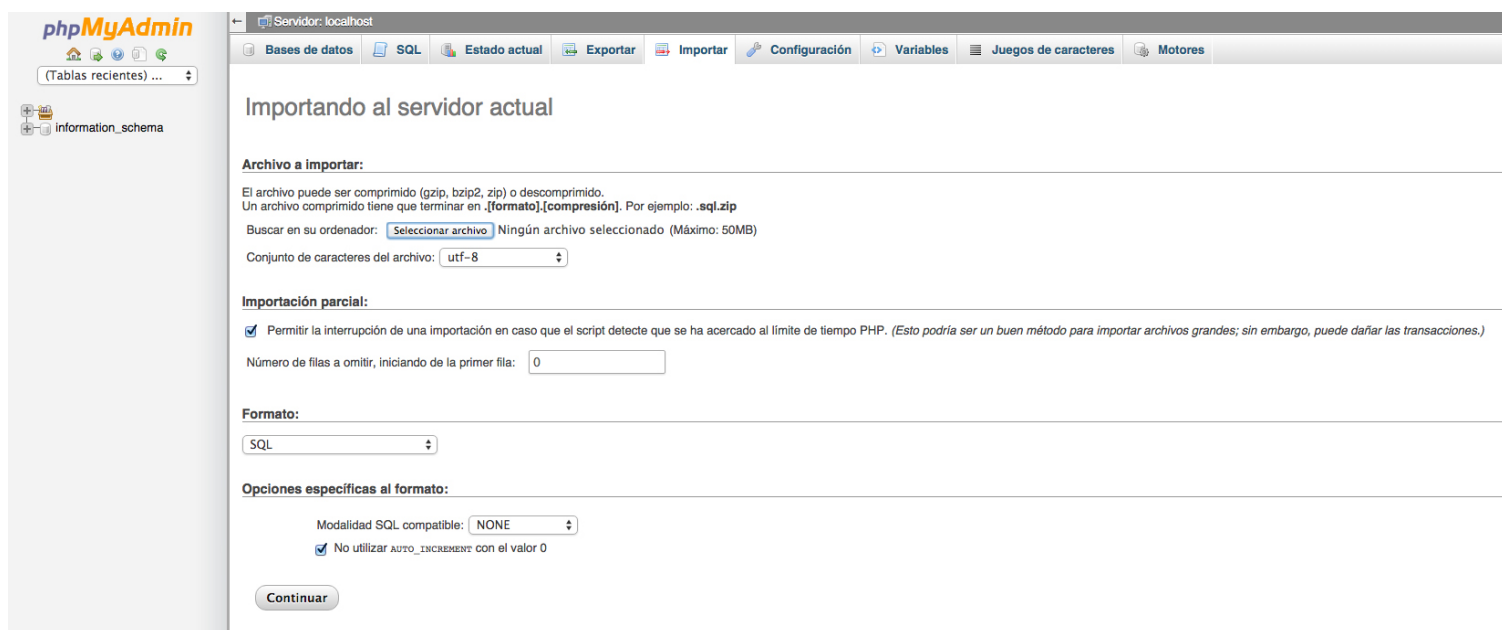 phpMyAdmin
(Tablas recientes) ...
information_schema
Servidor: localhost
Bases de datos SQL Estado actual Exportar Importar Configuración Variables Juegos de caracteres Motores
Importando al servidor actual
Archivo a importar:
El archivo puede ser comprimido (gzip, bzip2, zip) o descomprimido.
Un archivo comprimido tiene que terminar en .[formato].[compresión]. Por ejemplo: .sql.zip
Buscar en su ordenador: Seleccionar archivo Ningún archivo seleccionado (Máximo: 50MB)
Conjunto de caracteres del archivo: utf-8
Importación parcial:
Permitir la interrupción de una importación en caso que el script detecte que se ha acercado al límite de tiempo PHP. (Esto podría ser un buen método para importar archivos grandes; sin embargo, puede dañar las transacciones.)
Número de filas a omitir, iniciando de la primer fila: 0
Formato:
SQL
Opciones específicas al formato:
Modalidad SQL compatible: NONE
No utilizar AUTO_INCREMENT con el valor 0
Continuar